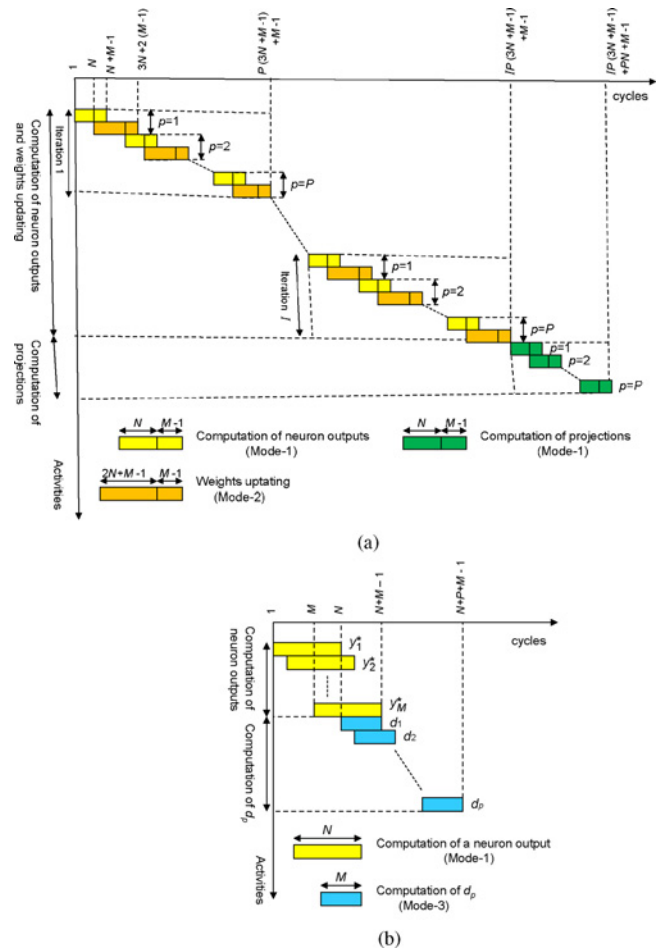 1
N
N +M-1
3N +2 (M -1)
P (3N +M -1)
+M -1
IP (3N +M -1)
+M -1
IP (3N +M -1)
+PN +M -1
cycles
Computation of neuron outputs
and weights updating
Iteration 1
p=1
p=2
p=P
Iteration I
p=1
p=2
p=P
Computation of
projections
p=1
p=2
p=P
Activities
N
M -1
Computation of neuron outputs
(Mode-1)
N
M -1
Computation of projections
(Mode-1)
2N+M -1
M -1
Weights uptating
(Mode-2)
(a)
1
M
N
N+M – 1
N+P+M - 1
cycles
Computation of
neuron outputs
y*1
y*2
y*M
Computation of
dp
d1
d2
dp
Activities
N
Computation of a neuron output
(Mode-1)
M
Computation of dp
(Mode-3)
(b)